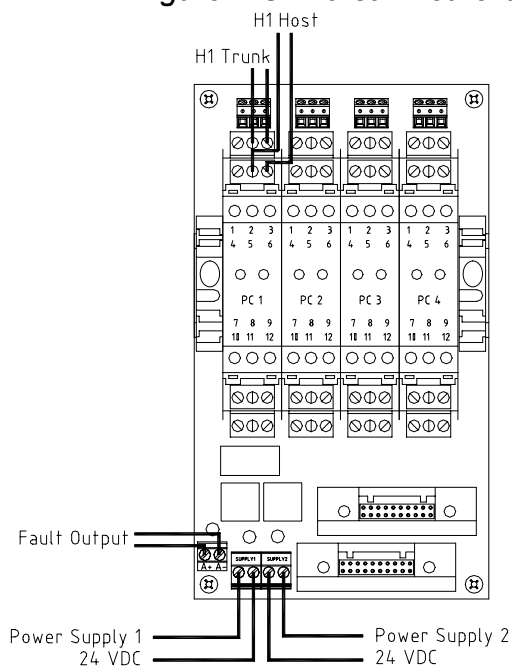 H1 Host
H1 Trunk
1 2 3 1 2 3 1 2 3 1 2 3
4 5 6 4 5 6 4 5 6 4 5 6
PC 1 PC 2 PC 3 PC 4
7 8 9 7 8 9 7 8 9 7 8 9
10 11 12 10 11 12 10 11 12 10 11 12
Fault Output
A+ A-
SUPPLY1 SUPPLY2
Power Supply 1 Power Supply 2
24 VDC 24 VDC